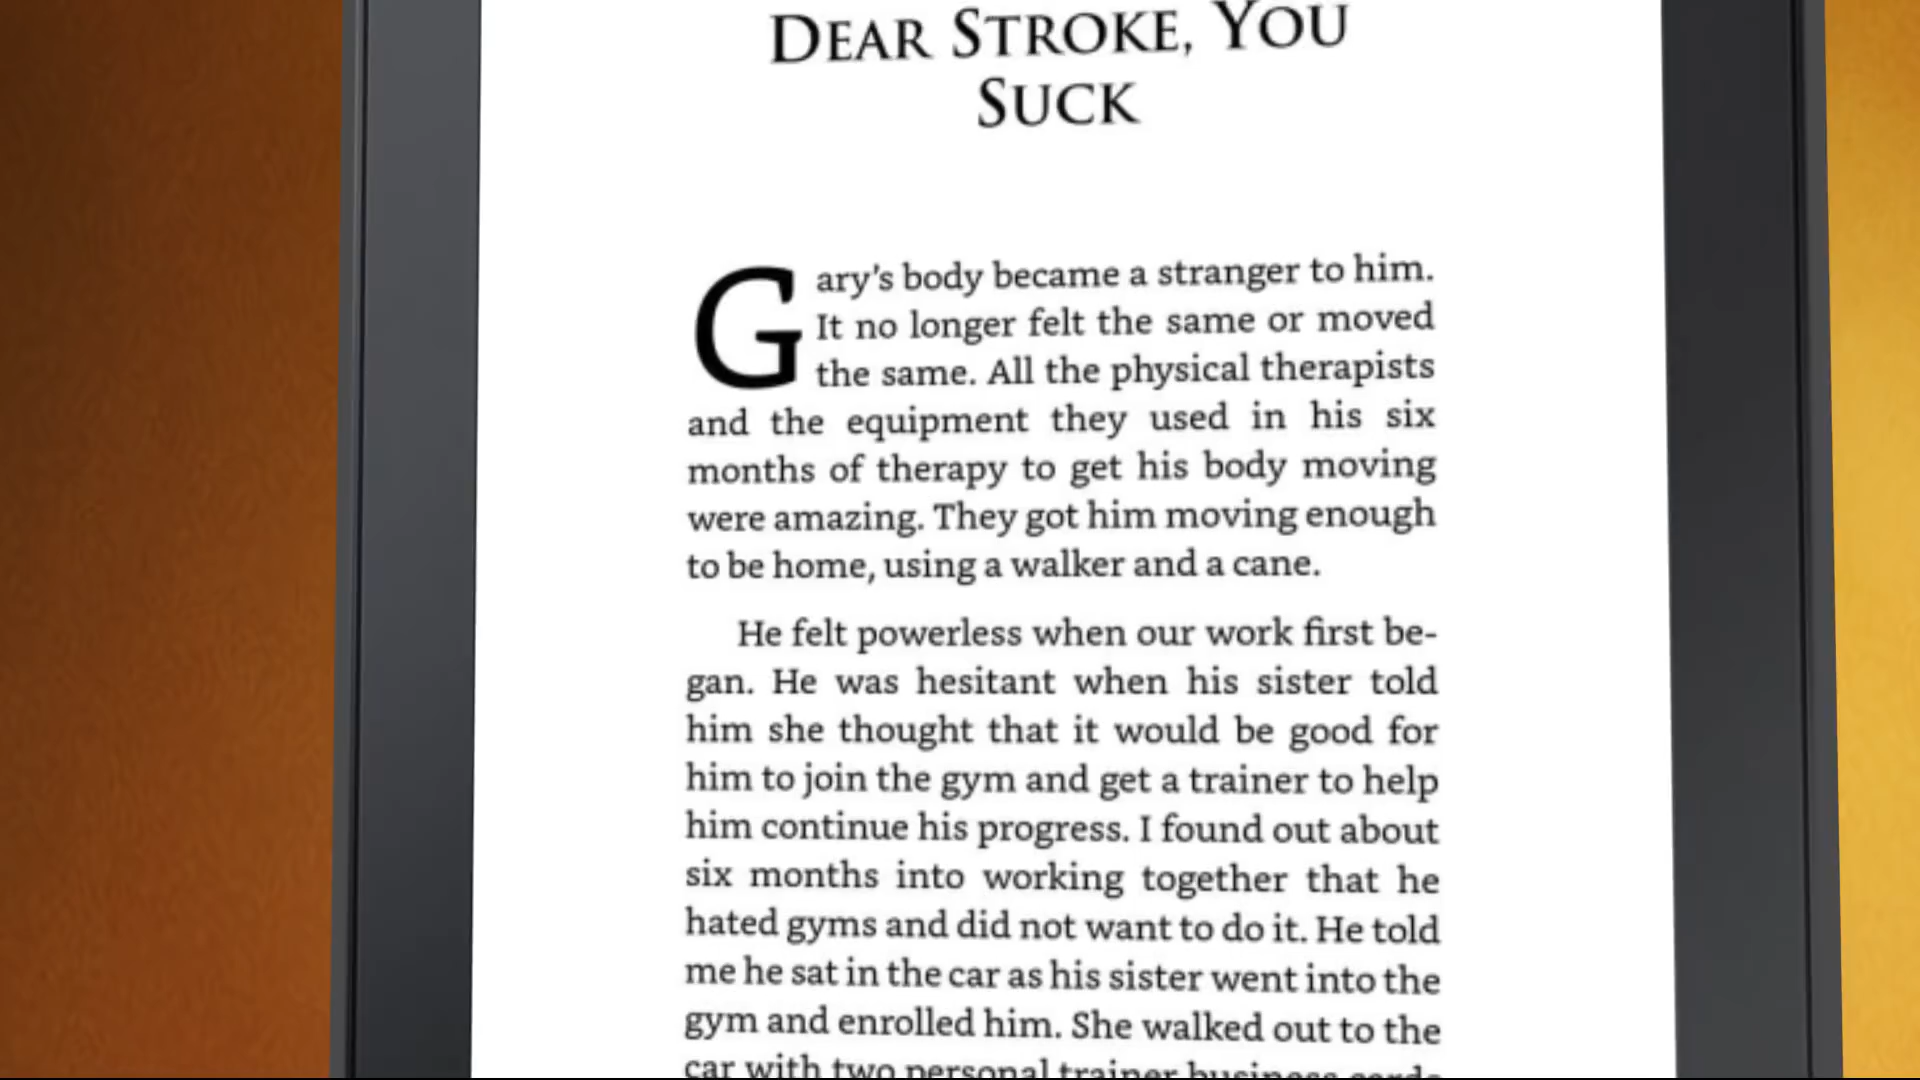 DEAR STROKE, YOU
SUCK
Gary's body became a stranger to him.
It no longer felt the same or moved
the same. All the physical therapists
and the equipment they used in his six
months of therapy to get his body moving
were amazing. They got him moving enough
to be home, using a walker and a cane.
He felt powerless when our work first be-
gan. He was hesitant when his sister told
him she thought that it would be good for
him to join the gym and get a trainer to help
him continue his progress. I found out about
six months into working together that he
hated gyms and did not want to do it. He told
me he sat in the car as his sister went into the
gym and enrolled him. She walked out to the
car with two personal trainer business cards